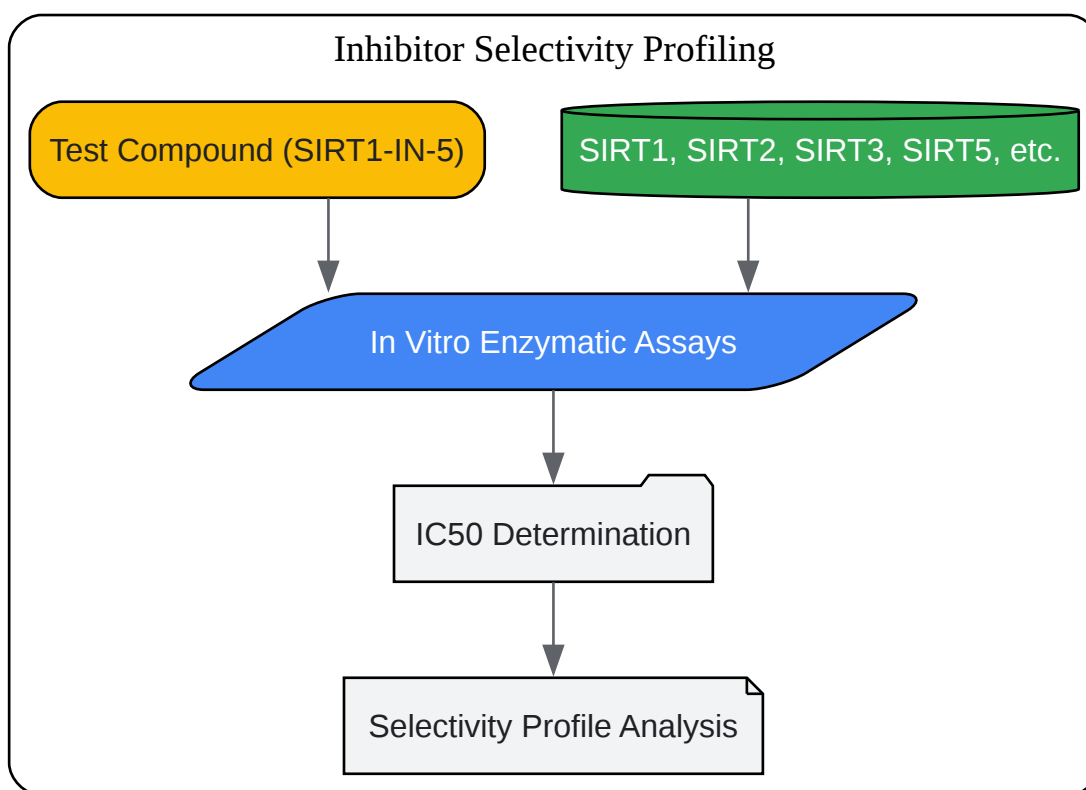 Inhibitor Selectivity Profiling
Test Compound (SIRT1-IN-5)
SIRT1, SIRT2, SIRT3, SIRT5, etc.
In Vitro Enzymatic Assays
IC50 Determination
Selectivity Profile Analysis